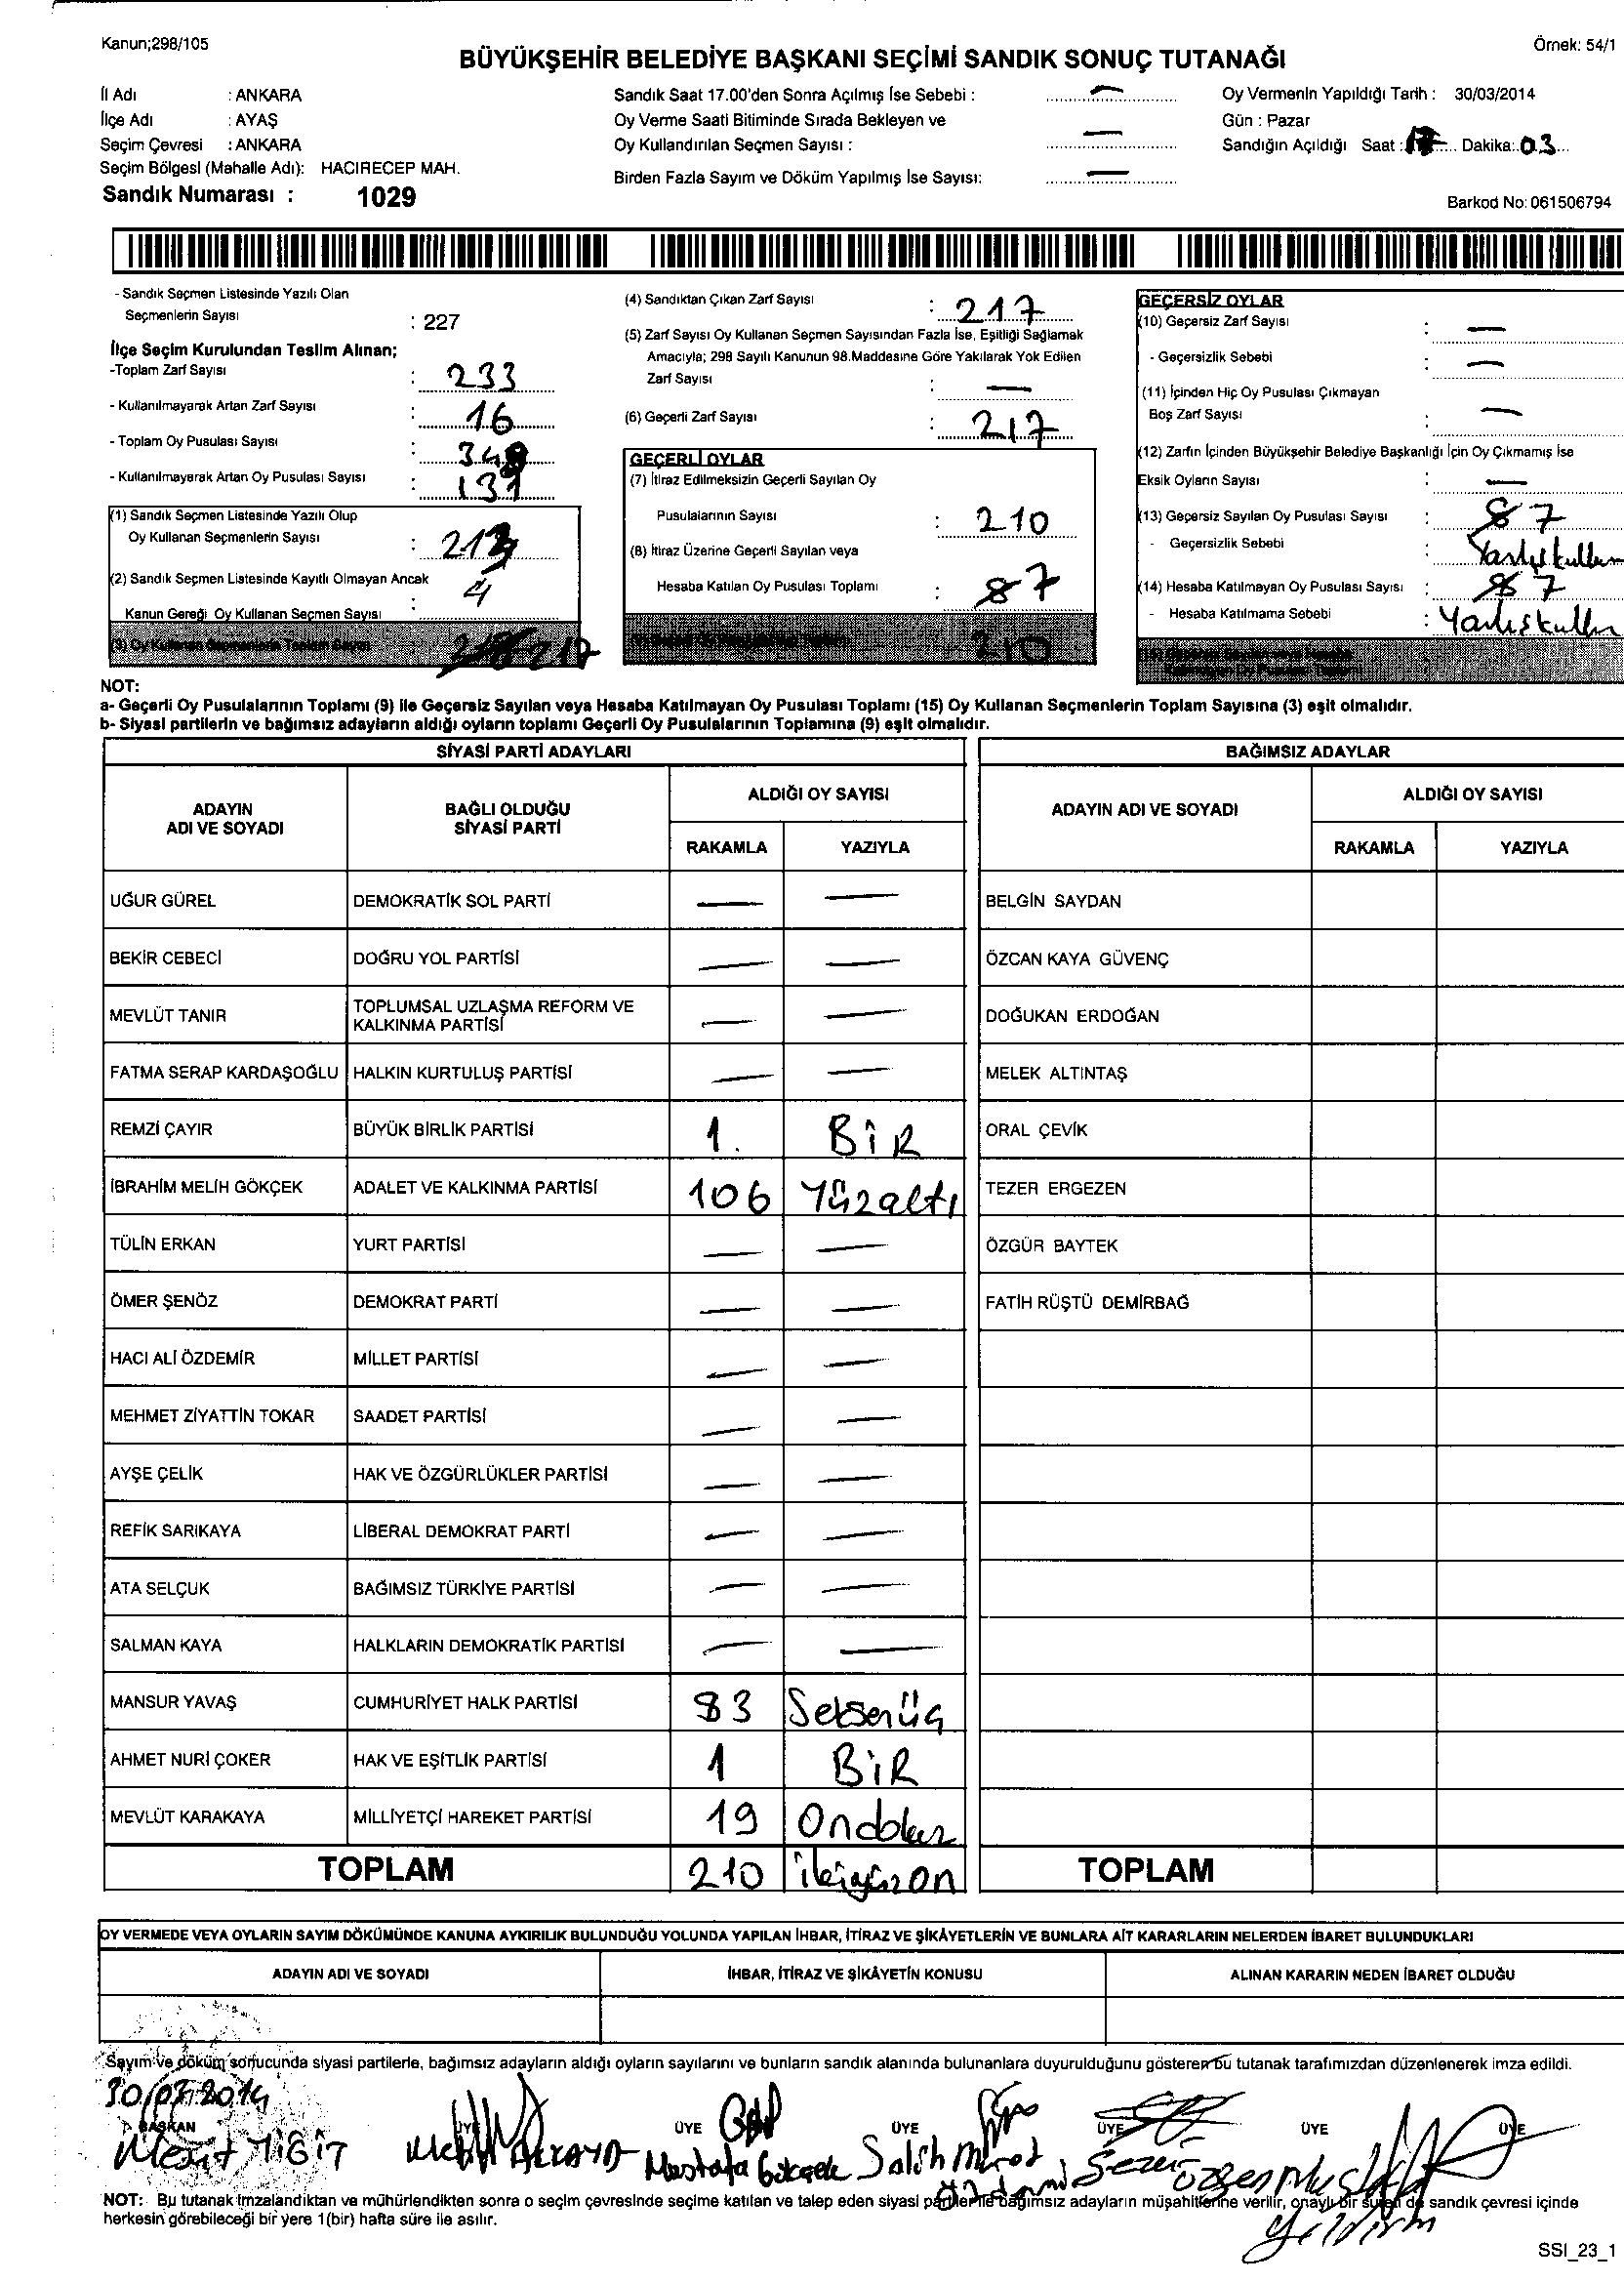 Kanun;298/105
Örnek: 54/1
BÜYÜKŞEHİR BELEDİYE BAŞKANI SEÇİMİ SANDIK SONUÇ TUTANAĞI
İl Adı : ANKARA
İlçe Adı : AYAŞ
Seçim Çevresi : ANKARA
Seçim Bölgesi (Mahalle Adı): HACIRECEP MAH.
Sandık Numarası : 1029
Sandık Saat 17.00'den Sonra Açılmış İse Sebebi : —
Oy Verme Saati Bitiminde Sırada Bekleyen ve
Oy Kullandırılan Seçmen Sayısı : —
Birden Fazla Sayım ve Döküm Yapılmış İse Sayısı: —
Oy Vermenin Yapıldığı Tarih : 30/03/2014
Gün : Pazar
Sandığın Açıldığı Saat : 17 Dakika: 03
Barkod No: 061506794
- Sandık Seçmen Listesinde Yazılı Olan
Seçmenlerin Sayısı : 227
İlçe Seçim Kurulundan Teslim Alınan;
-Toplam Zarf Sayısı : 233
- Kullanılmayarak Artan Zarf Sayısı : 16
- Toplam Oy Pusulası Sayısı :
- Kullanılmayarak Artan Oy Pusulası Sayısı :
(1) Sandık Seçmen Listesinde Yazılı Olup
Oy Kullanan Seçmenlerin Sayısı : 213
(2) Sandık Seçmen Listesinde Kayıtlı Olmayan Ancak
Kanun Gereği Oy Kullanan Seçmen Sayısı : 4
(3) Oy Kullanan Seçmenlerin Toplam Sayısı 217
(4) Sandıktan Çıkan Zarf Sayısı : 217
(5) Zarf Sayısı Oy Kullanan Seçmen Sayısından Fazla İse, Eşitliği Sağlamak
Amacıyla; 298 Sayılı Kanunun 98.Maddesine Göre Yakılarak Yok Edilen
Zarf Sayısı : —
(6) Geçerli Zarf Sayısı : 217
GEÇERLİ OYLAR
(7) İtiraz Edilmeksizin Geçerli Sayılan Oy
Pusulalarının Sayısı : 210
(8) İtiraz Üzerine Geçerli Sayılan veya
Hesaba Katılan Oy Pusulası Toplamı : 8 7
210
GEÇERSİZ OYLAR
(10) Geçersiz Zarf Sayısı : —
- Geçersizlik Sebebi : —
(11) İçinden Hiç Oy Pusulası Çıkmayan
Boş Zarf Sayısı : —
(12) Zarfın İçinden Büyükşehir Belediye Başkanlığı İçin Oy Çıkmamış İse
Eksik Oyların Sayısı : —
(13) Geçersiz Sayılan Oy Pusulası Sayısı : 8 7
- Geçersizlik Sebebi :
(14) Hesaba Katılmayan Oy Pusulası Sayısı : 8 7
- Hesaba Katılmama Sebebi :
NOT:
a- Geçerli Oy Pusulalarının Toplamı (9) ile Geçersiz Sayılan veya Hesaba Katılmayan Oy Pusulası Toplamı (15) Oy Kullanan Seçmenlerin Toplam Sayısına (3) eşit olmalıdır.
b- Siyasi partilerin ve bağımsız adayların aldığı oyların toplamı Geçerli Oy Pusulalarının Toplamına (9) eşit olmalıdır.
SİYASİ PARTİ ADAYLARI
BAĞIMSIZ ADAYLAR
ADAYIN ADI VE SOYADI
BAĞLI OLDUĞU SİYASİ PARTİ
ALDIĞI OY SAYISI
RAKAMLA YAZIYLA
ADAYIN ADI VE SOYADI
ALDIĞI OY SAYISI
RAKAMLA YAZIYLA
UĞUR GÜREL DEMOKRATİK SOL PARTİ — — BELGİN SAYDAN
BEKİR CEBECİ DOĞRU YOL PARTİSİ — — ÖZCAN KAYA GÜVENÇ
MEVLÜT TANIR TOPLUMSAL UZLAŞMA REFORM VE KALKINMA PARTİSİ — — DOĞUKAN ERDOĞAN
FATMA SERAP KARDAŞOĞLU HALKIN KURTULUŞ PARTİSİ — — MELEK ALTINTAŞ
REMZİ ÇAYIR BÜYÜK BİRLİK PARTİSİ 1. BİR ORAL ÇEVİK
İBRAHİM MELİH GÖKÇEK ADALET VE KALKINMA PARTİSİ 106 Yüzaltı TEZER ERGEZEN
TÜLİN ERKAN YURT PARTİSİ — — ÖZGÜR BAYTEK
ÖMER ŞENÖZ DEMOKRAT PARTİ — — FATİH RÜŞTÜ DEMİRBAĞ
HACI ALİ ÖZDEMİR MİLLET PARTİSİ — —
MEHMET ZİYATTİN TOKAR SAADET PARTİSİ — —
AYŞE ÇELİK HAK VE ÖZGÜRLÜKLER PARTİSİ — —
REFİK SARIKAYA LİBERAL DEMOKRAT PARTİ — —
ATA SELÇUK BAĞIMSIZ TÜRKİYE PARTİSİ — —
SALMAN KAYA HALKLARIN DEMOKRATİK PARTİSİ — —
MANSUR YAVAŞ CUMHURİYET HALK PARTİSİ 83 Seksenüç
AHMET NURİ ÇOKER HAK VE EŞİTLİK PARTİSİ 1 BİR
MEVLÜT KARAKAYA MİLLİYETÇİ HAREKET PARTİSİ 19 Ondokuz
TOPLAM 210 ikiyüzon TOPLAM
OY VERMEDE VEYA OYLARIN SAYIM DÖKÜMÜNDE KANUNA AYKIRILIK BULUNDUĞU YOLUNDA YAPILAN İHBAR, İTİRAZ VE ŞİKÂYETLERİN VE BUNLARA AİT KARARLARIN NELERDEN İBARET BULUNDUKLARI
ADAYIN ADI VE SOYADI İHBAR, İTİRAZ VE ŞİKÂYETİN KONUSU ALINAN KARARIN NEDEN İBARET OLDUĞU
Sayım ve döküm sonucunda siyasi partilerle, bağımsız adayların aldığı oyların sayılarını ve bunların sandık alanında bulunanlara duyurulduğunu gösteren bu tutanak tarafımızdan düzenlenerek imza edildi.
30/03/2014
BAŞKAN ÜYE ÜYE ÜYE ÜYE ÜYE ÜYE
Mesut YİĞİT Metin AKKAYA Mustafa Gökçek Salih Murat Özdemir Sezer Özgen Mustafa Yıldırım
NOT: Bu tutanak imzalandıktan ve mühürlendikten sonra o seçim çevresinde seçime katılan ve talep eden siyasi partiler ile bağımsız adayların müşahitlerine verilir, onaylı bir sureti de sandık çevresi içinde
herkesin görebileceği bir yere 1(bir) hafta süre ile asılır.
SSI_23_1